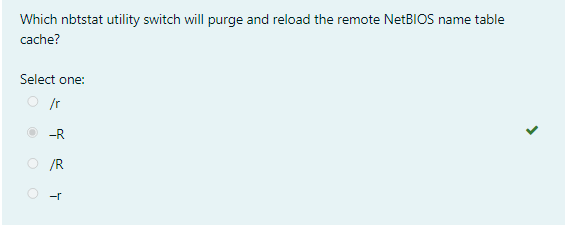 Which nbtstat utility switch will purge and reload the remote NetBIOS name table
cache?
Select one:
/r
–R
/R
–r